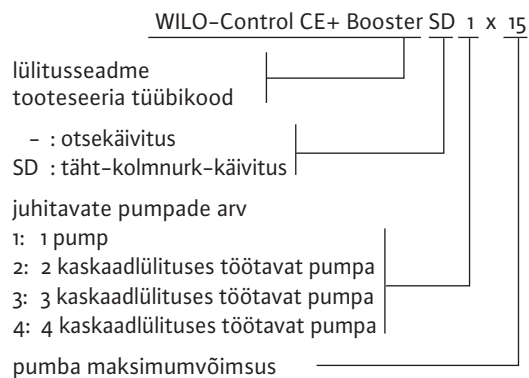 WILO-Control CE+ Booster SD 1 x 15
lülitusseadme
tooteseeria tüübikood
- : otsekäivitus
SD : täht-kolmnurk-käivitus
juhitavate pumpade arv
1: 1 pump
2: 2 kaskaadlülituses töötavat pumpa
3: 3 kaskaadlülituses töötavat pumpa
4: 4 kaskaadlülituses töötavat pumpa
pumba maksimumvõimsus